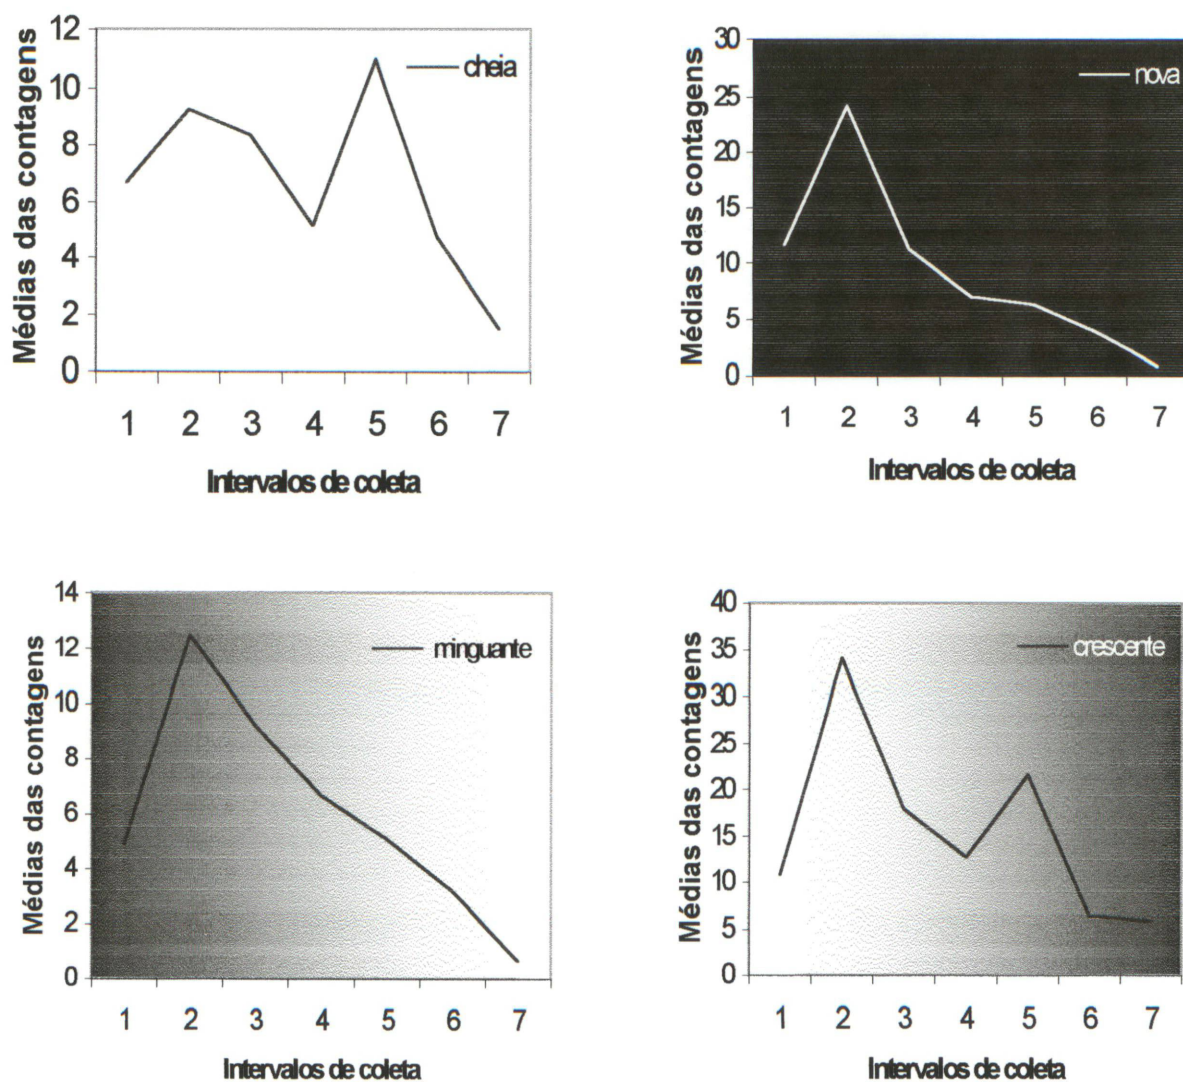 Médias das contagens
12
10
8
6
4
2
0
cheia
1 2 3 4 5 6 7
Intervalos de coleta
Médias das contagens
30
25
20
15
10
5
0
nova
1 2 3 4 5 6 7
Intervalos de coleta
Médias das contagens
14
12
10
8
6
4
2
0
minguante
1 2 3 4 5 6 7
Intervalos de coleta
Médias das contagens
40
35
30
25
20
15
10
5
0
crescente
1 2 3 4 5 6 7
Intervalos de coleta